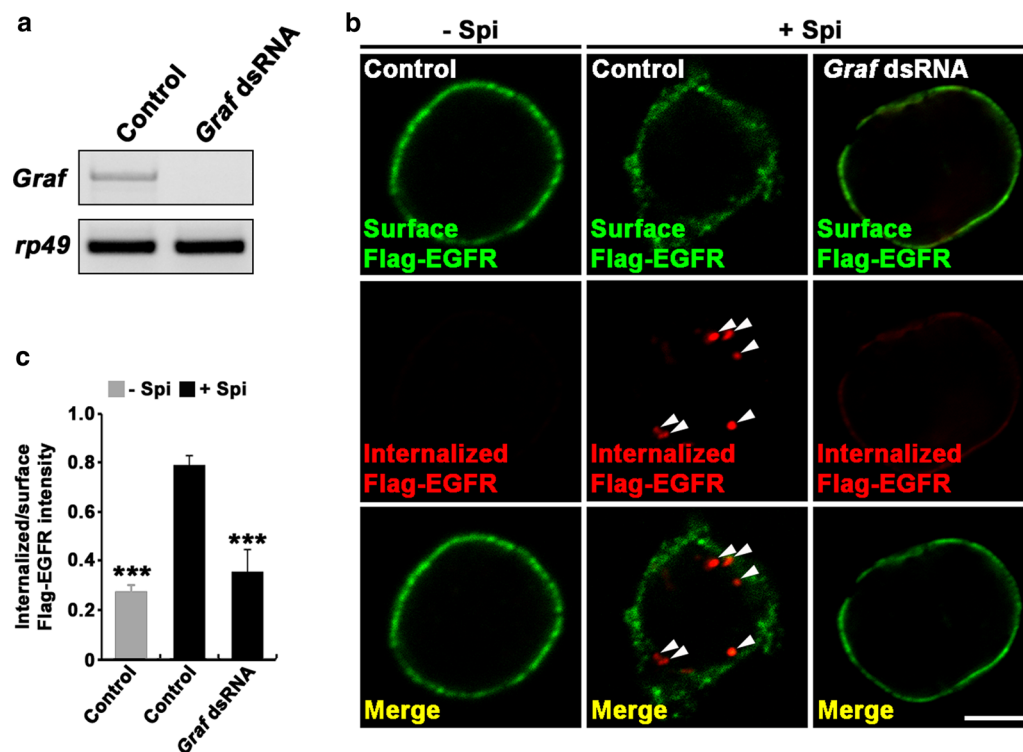 a
Control
Graf dsRNA
Graf
rp49
b
- Spi
+ Spi
Control
Control
Graf dsRNA
Surface
Flag-EGFR
Surface
Flag-EGFR
Surface
Flag-EGFR
Internalized
Flag-EGFR
Internalized
Flag-EGFR
Internalized
Flag-EGFR
Merge
Merge
Merge
c
- Spi
+ Spi
Internalized/surface
Flag-EGFR intensity
1.0
0.8
0.6
0.4
0.2
0
***
***
Control
Control
Graf dsRNA